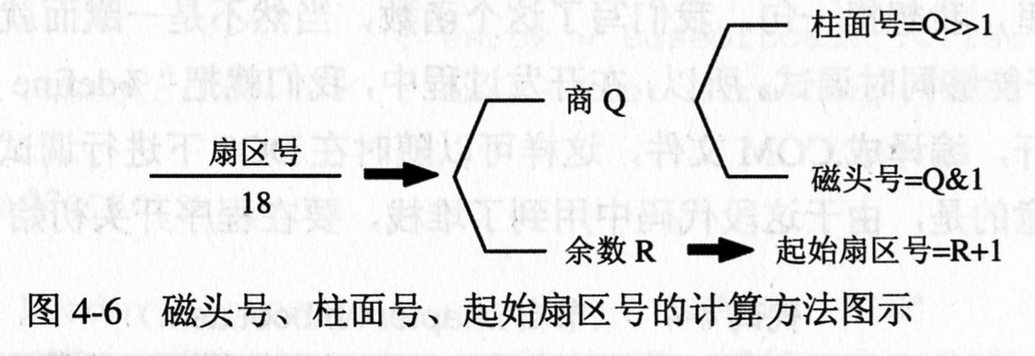 柱面号=Q>>1
商 Q
扇区号
18
磁头号=Q&1
余数 R
起始扇区号=R+1
图 4-6 磁头号、柱面号、起始扇区号的计算方法图示